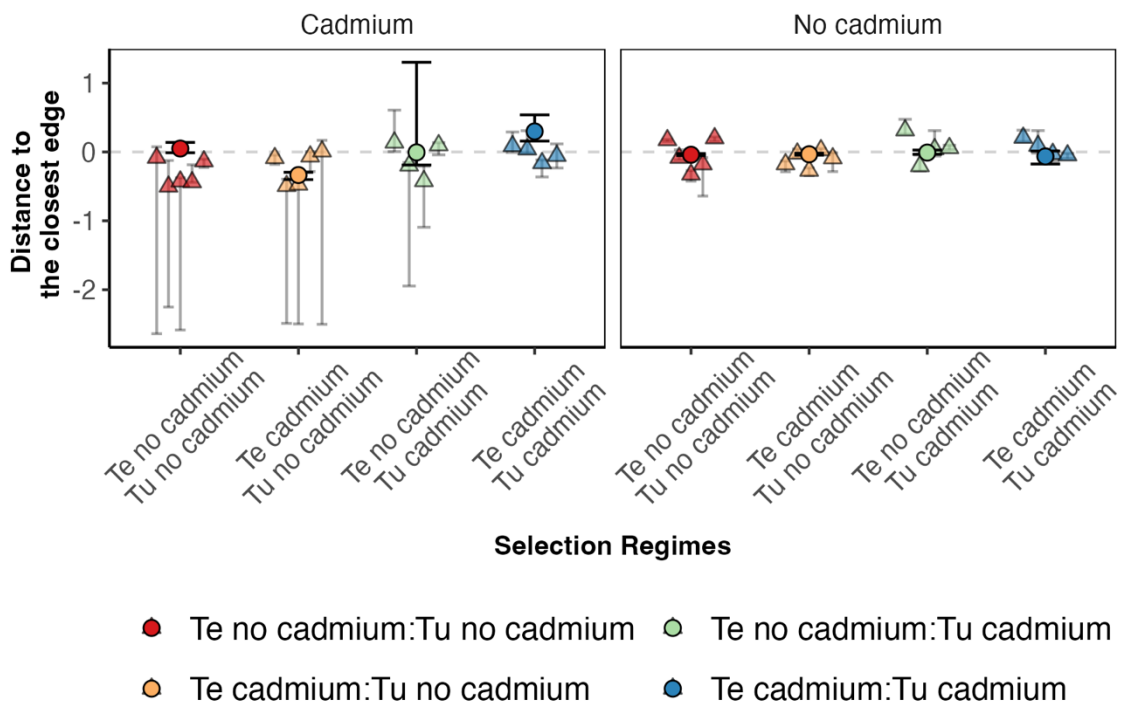 Cadmium
No cadmium
Distance to
the closest edge
1
0
-1
-2
Te no cadmium
Tu no cadmium
Te cadmium
Tu no cadmium
Te no cadmium
Tu cadmium
Te cadmium
Tu cadmium
Te no cadmium
Tu no cadmium
Te cadmium
Tu no cadmium
Te no cadmium
Tu cadmium
Te cadmium
Tu cadmium
Selection Regimes
Te no cadmium:Tu no cadmium
Te no cadmium:Tu cadmium
Te cadmium:Tu no cadmium
Te cadmium:Tu cadmium